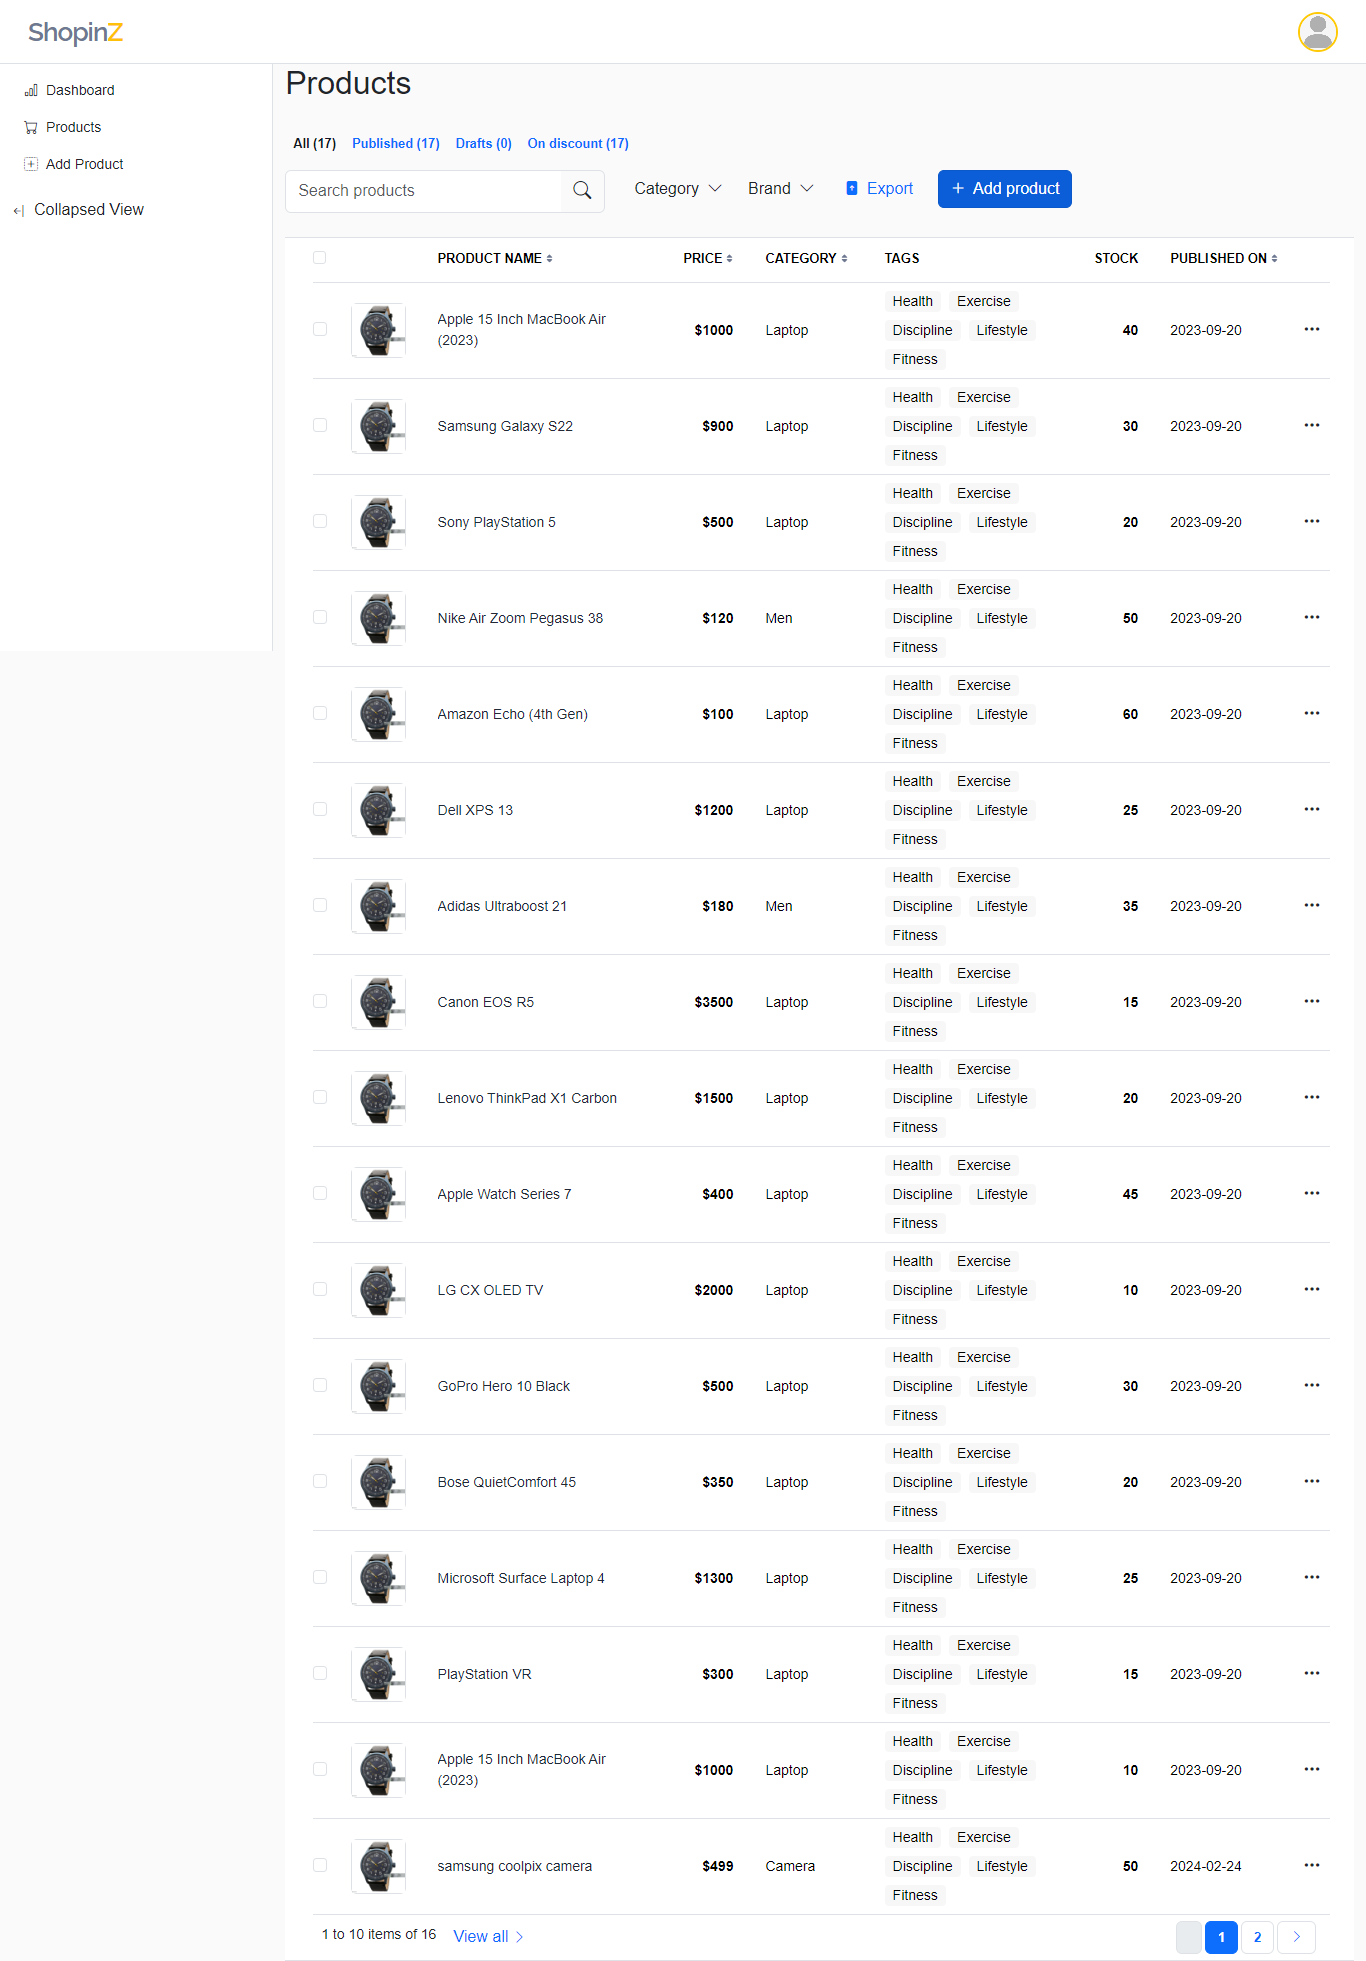 ShopinZ
Dashboard
Products
Add Product
Collapsed View
Products
All (17) Published (17) Drafts (0) On discount (17)
Search products Category Brand Export Add product
PRODUCT NAME PRICE CATEGORY TAGS STOCK PUBLISHED ON
Apple 15 Inch MacBook Air
(2023)
$1000 Laptop
Health Exercise
Discipline Lifestyle
Fitness
40 2023-09-20
Samsung Galaxy S22 $900 Laptop
Health Exercise
Discipline Lifestyle
Fitness
30 2023-09-20
Sony PlayStation 5 $500 Laptop
Health Exercise
Discipline Lifestyle
Fitness
20 2023-09-20
Nike Air Zoom Pegasus 38 $120 Men
Health Exercise
Discipline Lifestyle
Fitness
50 2023-09-20
Amazon Echo (4th Gen) $100 Laptop
Health Exercise
Discipline Lifestyle
Fitness
60 2023-09-20
Dell XPS 13 $1200 Laptop
Health Exercise
Discipline Lifestyle
Fitness
25 2023-09-20
Adidas Ultraboost 21 $180 Men
Health Exercise
Discipline Lifestyle
Fitness
35 2023-09-20
Canon EOS R5 $3500 Laptop
Health Exercise
Discipline Lifestyle
Fitness
15 2023-09-20
Lenovo ThinkPad X1 Carbon $1500 Laptop
Health Exercise
Discipline Lifestyle
Fitness
20 2023-09-20
Apple Watch Series 7 $400 Laptop
Health Exercise
Discipline Lifestyle
Fitness
45 2023-09-20
LG CX OLED TV $2000 Laptop
Health Exercise
Discipline Lifestyle
Fitness
10 2023-09-20
GoPro Hero 10 Black $500 Laptop
Health Exercise
Discipline Lifestyle
Fitness
30 2023-09-20
Bose QuietComfort 45 $350 Laptop
Health Exercise
Discipline Lifestyle
Fitness
20 2023-09-20
Microsoft Surface Laptop 4 $1300 Laptop
Health Exercise
Discipline Lifestyle
Fitness
25 2023-09-20
PlayStation VR $300 Laptop
Health Exercise
Discipline Lifestyle
Fitness
15 2023-09-20
Apple 15 Inch MacBook Air
(2023)
$1000 Laptop
Health Exercise
Discipline Lifestyle
Fitness
10 2023-09-20
samsung coolpix camera $499 Camera
Health Exercise
Discipline Lifestyle
Fitness
50 2024-02-24
1 to 10 items of 16 View all
1 2